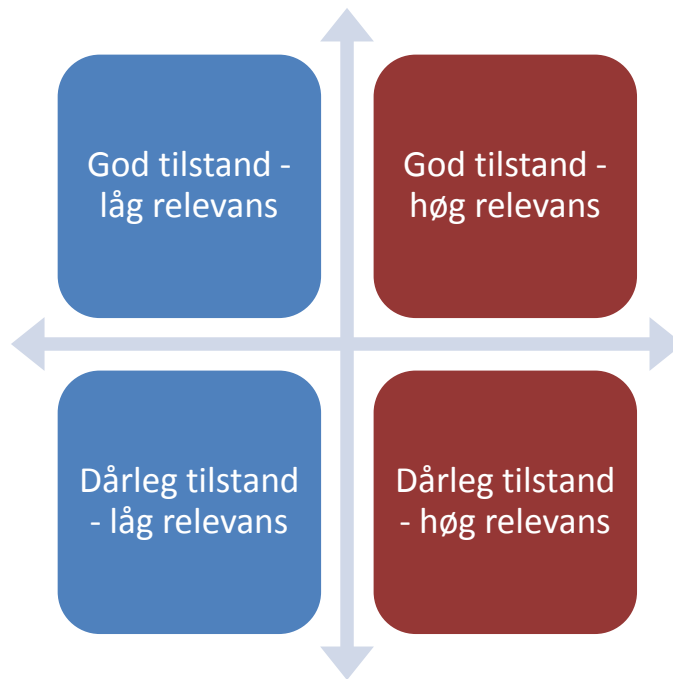 God tilstand -
låg relevans
God tilstand -
høg relevans
Dårleg tilstand
- låg relevans
Dårleg tilstand
- høg relevans